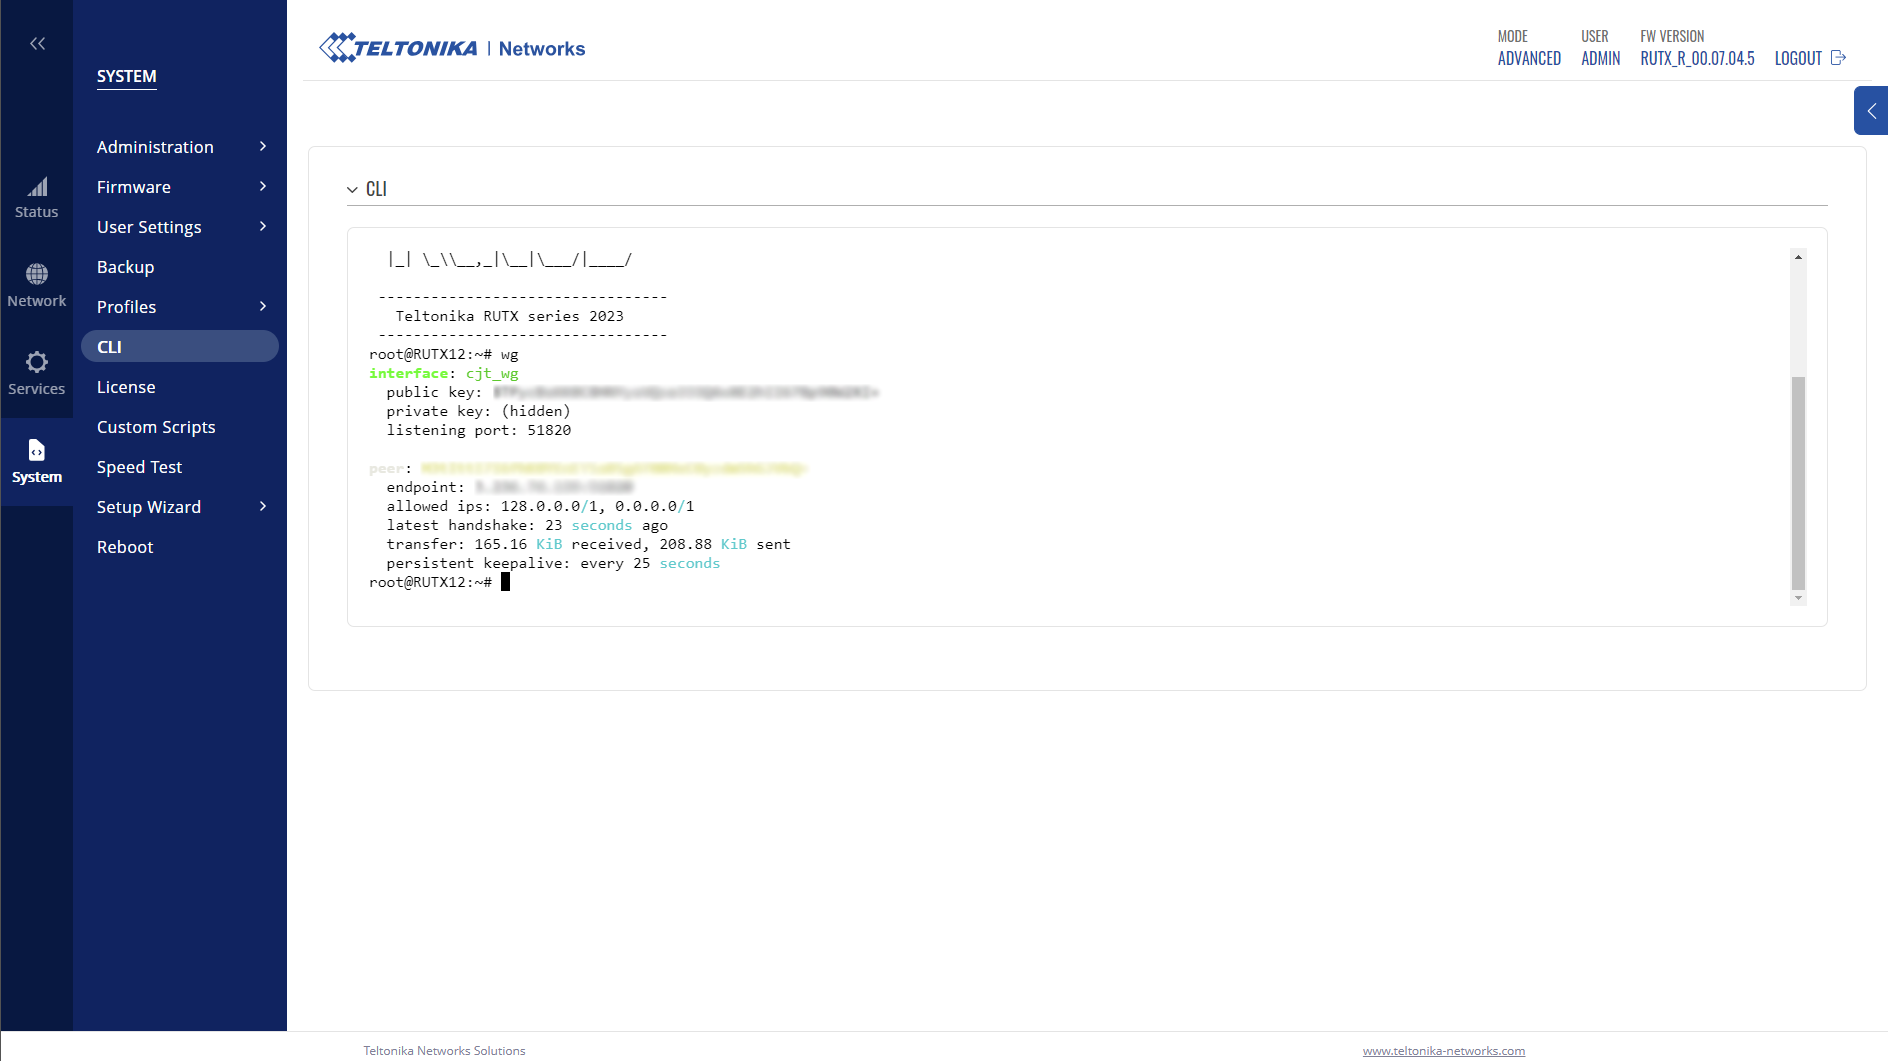 TELTONIKA | Networks
MODE
ADVANCED
USER
ADMIN
FW VERSION
RUTX_R_00.07.04.5
LOGOUT
Status
Network
Services
System
SYSTEM
Administration
Firmware
User Settings
Backup
Profiles
CLI
License
Custom Scripts
Speed Test
Setup Wizard
Reboot
CLI
|_| \_\\__,_|\__|\___/|____/
---------------------------------
Teltonika RUTX series 2023
---------------------------------
root@RUTX12:~# wg
interface: cjt_wg
public key:
private key: (hidden)
listening port: 51820
peer:
endpoint:
allowed ips: 128.0.0.0/1, 0.0.0.0/1
latest handshake: 23 seconds ago
transfer: 165.16 KiB received, 208.88 KiB sent
persistent keepalive: every 25 seconds
root@RUTX12:~#
Teltonika Networks Solutions
www.teltonika-networks.com